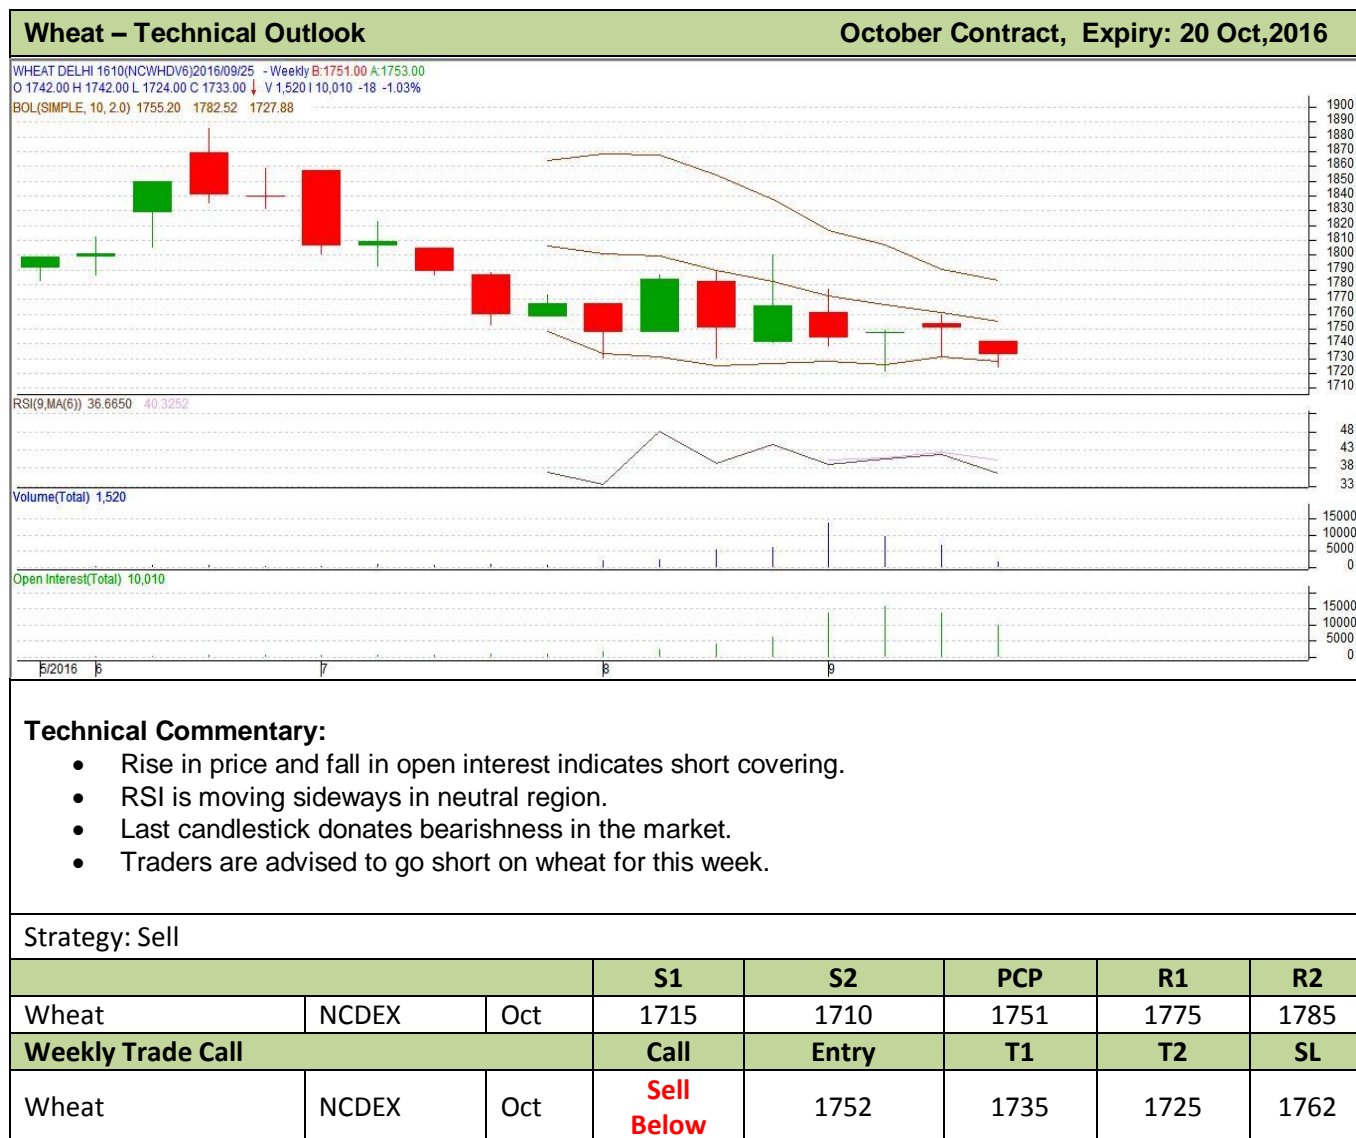 Wheat – Technical Outlook October Contract, Expiry: 20 Oct,2016
WHEAT DELHI 1610(NCWHDV6)2016/09/25 - Weekly B:1751.00 A:1753.00
O 1742.00 H 1742.00 L 1724.00 C 1733.00 V 1,520 I 10,010 -18 -1.03%
BOL(SIMPLE, 10, 2.0) 1755.20 1782.52 1727.88
1900
1890
1880
1870
1860
1850
1840
1830
1820
1810
1800
1790
1780
1770
1760
1750
1740
1730
1720
1710
RSI(9,MA(6)) 36.6650 40.3252
48
43
38
33
Volume(Total) 1,520
15000
10000
5000
0
Open Interest(Total) 10,010
15000
10000
5000
0
5/2016 6 7 8 9
Technical Commentary:
• Rise in price and fall in open interest indicates short covering.
• RSI is moving sideways in neutral region.
• Last candlestick donates bearishness in the market.
• Traders are advised to go short on wheat for this week.
Strategy: Sell
S1 S2 PCP R1 R2
Wheat NCDEX Oct 1715 1710 1751 1775 1785
Weekly Trade Call Call Entry T1 T2 SL
Wheat NCDEX Oct Sell Below 1752 1735 1725 1762